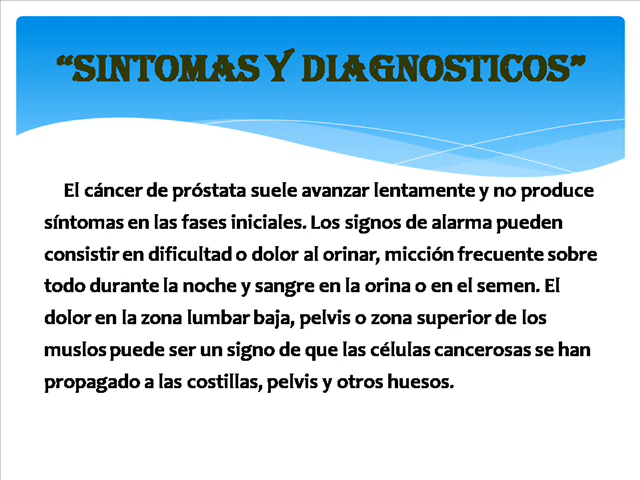 “SINTOMAS Y DIAGNOSTICOS”
El cáncer de próstata suele avanzar lentamente y no produce
síntomas en las fases iniciales. Los signos de alarma pueden
consistir en dificultad o dolor al orinar, micción frecuente sobre
todo durante la noche y sangre en la orina o en el semen. El
dolor en la zona lumbar baja, pelvis o zona superior de los
muslos puede ser un signo de que las células cancerosas se han
propagado a las costillas, pelvis y otros huesos.